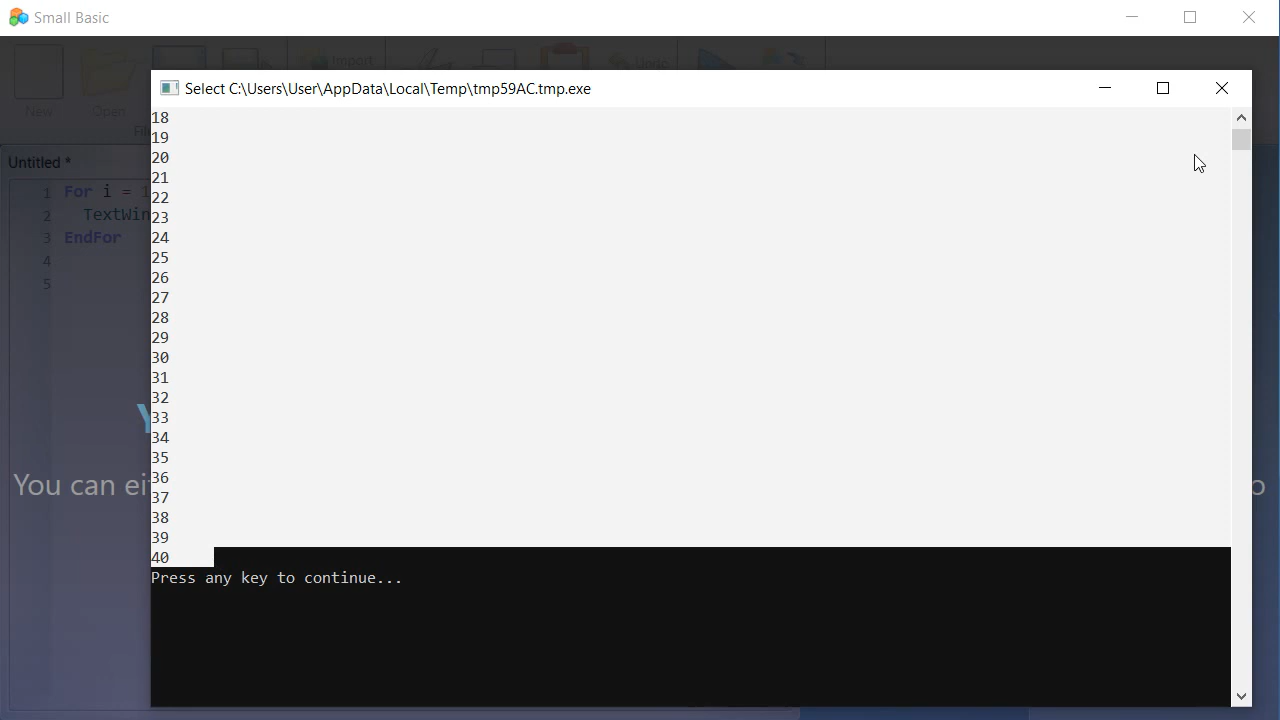 Small Basic
Import
Undo
New
Open
Select C:\Users\User\AppData\Local\Temp\tmp59AC.tmp.exe
Untitled *
1 For i = 1
2 TextWin
3 EndFor
4
5
You can ei
18
19
20
21
22
23
24
25
26
27
28
29
30
31
32
33
34
35
36
37
38
39
40
Press any key to continue...